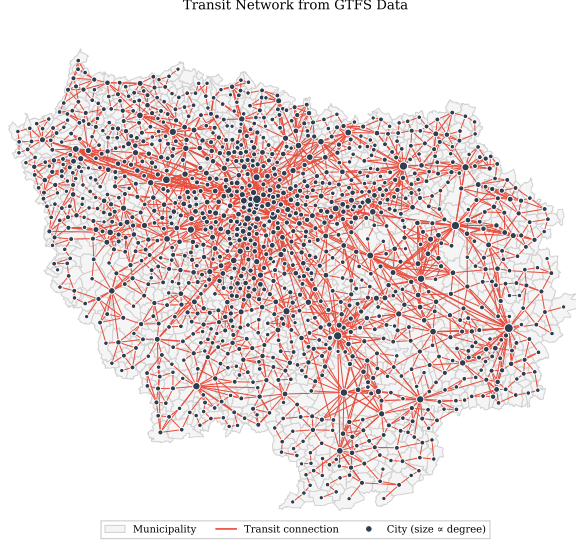 Transit Network from GTFS Data
Municipality
Transit connection
City (size ∝ degree)